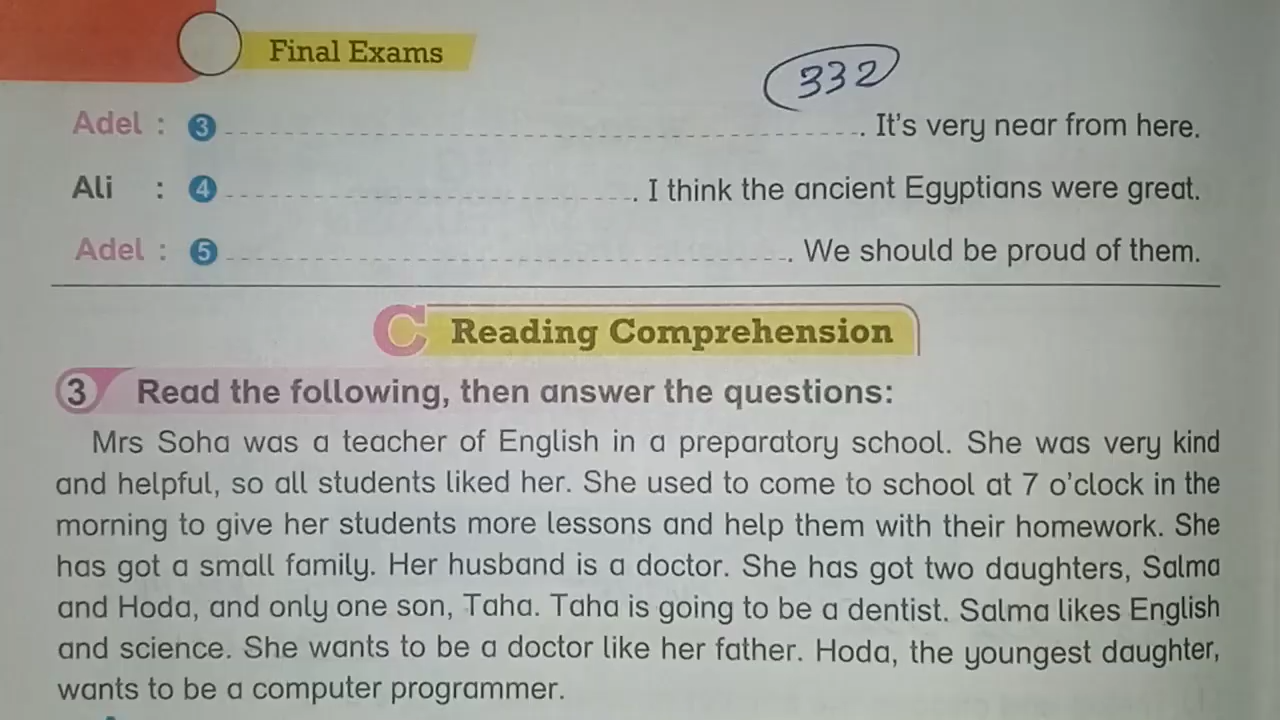 Final Exams
332
Adel : 3 ______. It's very near from here.
Ali : 4 ______. I think the ancient Egyptians were great.
Adel : 5 ______. We should be proud of them.
C Reading Comprehension
3 Read the following, then answer the questions:
Mrs Soha was a teacher of English in a preparatory school. She was very kind
and helpful, so all students liked her. She used to come to school at 7 o'clock in the
morning to give her students more lessons and help them with their homework. She
has got a small family. Her husband is a doctor. She has got two daughters, Salma
and Hoda, and only one son, Taha. Taha is going to be a dentist. Salma likes English
and science. She wants to be a doctor like her father. Hoda, the youngest daughter,
wants to be a computer programmer.